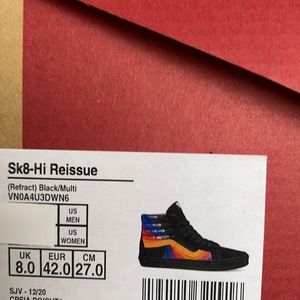 Sk8-Hi Reissue
(Refract) Black/Multi
VN0A4U3DWN6
US
MEN
US
WOMEN
UK EUR CM
8.0 42.0 27.0
SJV - 12/20